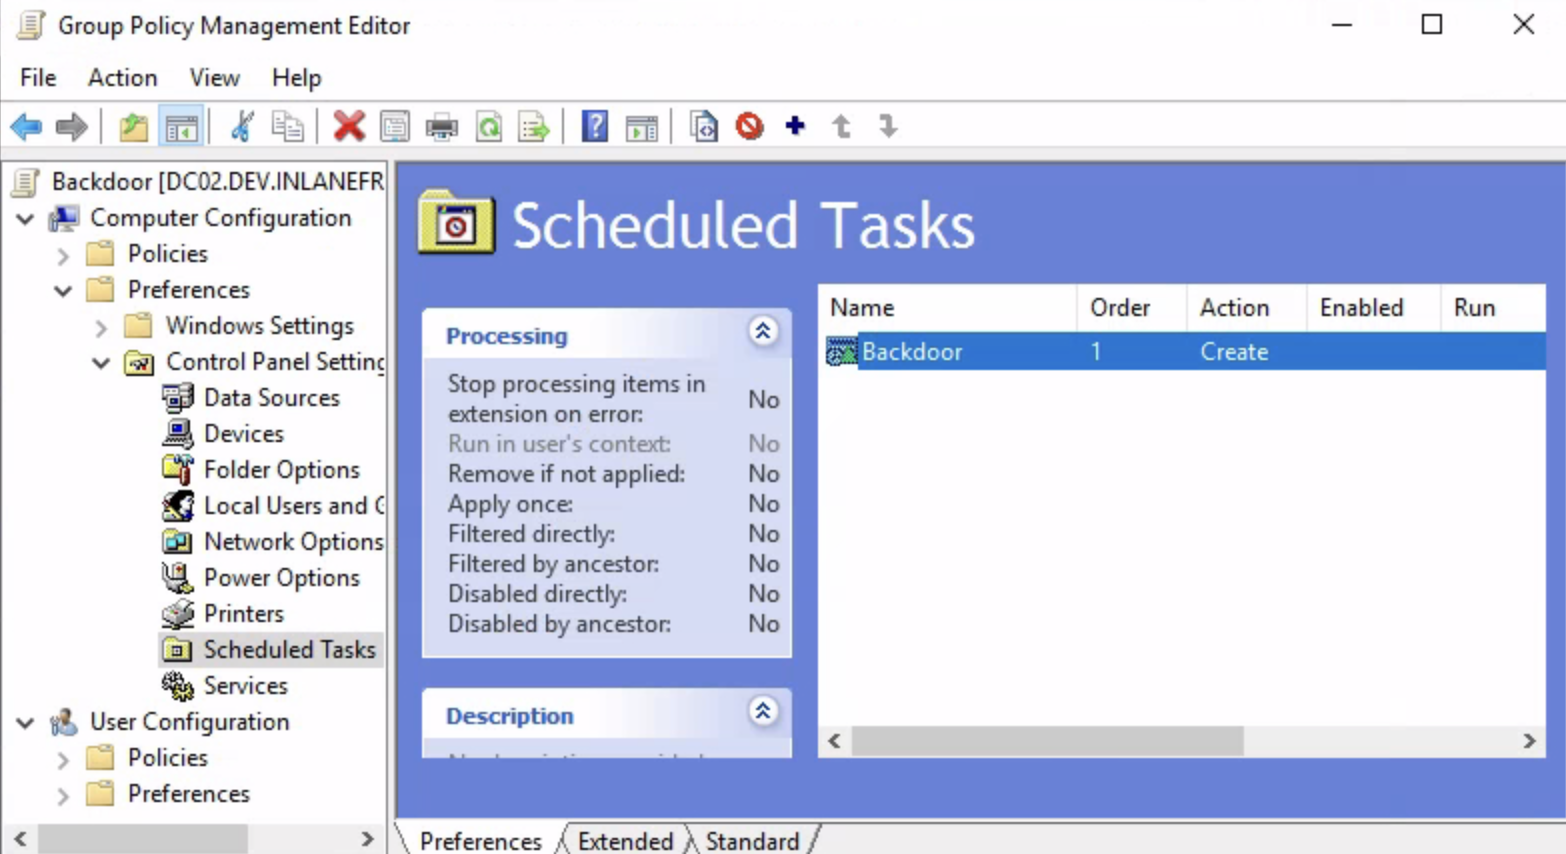 Group Policy Management Editor
File Action View Help
Backdoor [DC02.DEV.INLANEFR
Computer Configuration
Policies
Preferences
Windows Settings
Control Panel Setting
Data Sources
Devices
Folder Options
Local Users and G
Network Options
Power Options
Printers
Scheduled Tasks
Services
User Configuration
Policies
Preferences
Scheduled Tasks
Processing
Stop processing items in
extension on error: No
Run in user's context: No
Remove if not applied: No
Apply once: No
Filtered directly: No
Filtered by ancestor: No
Disabled directly: No
Disabled by ancestor: No
Description
Name Order Action Enabled Run
Backdoor 1 Create
Preferences Extended Standard